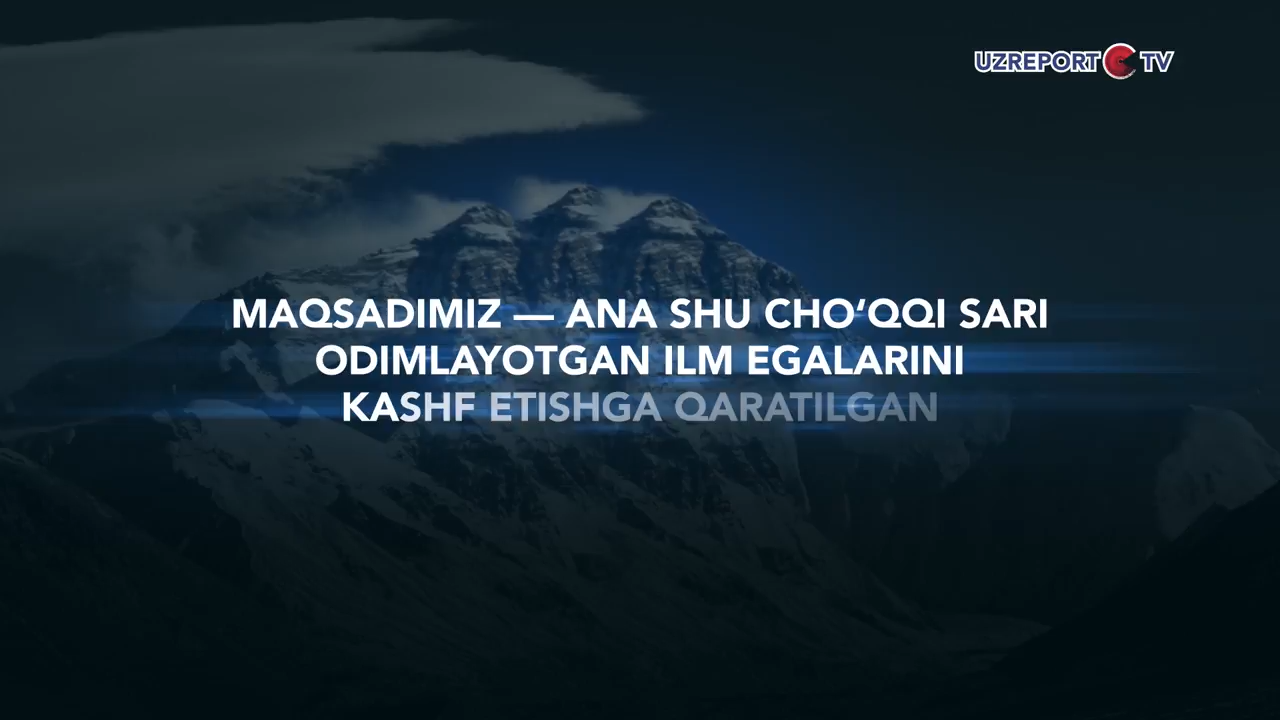 UZREPORT TV
MAQSADIMIZ — ANA SHU CHO‘QQI SARI
ODIMLAYOTGAN ILM EGALARINI
KASHF ETISHGA QARATILGAN